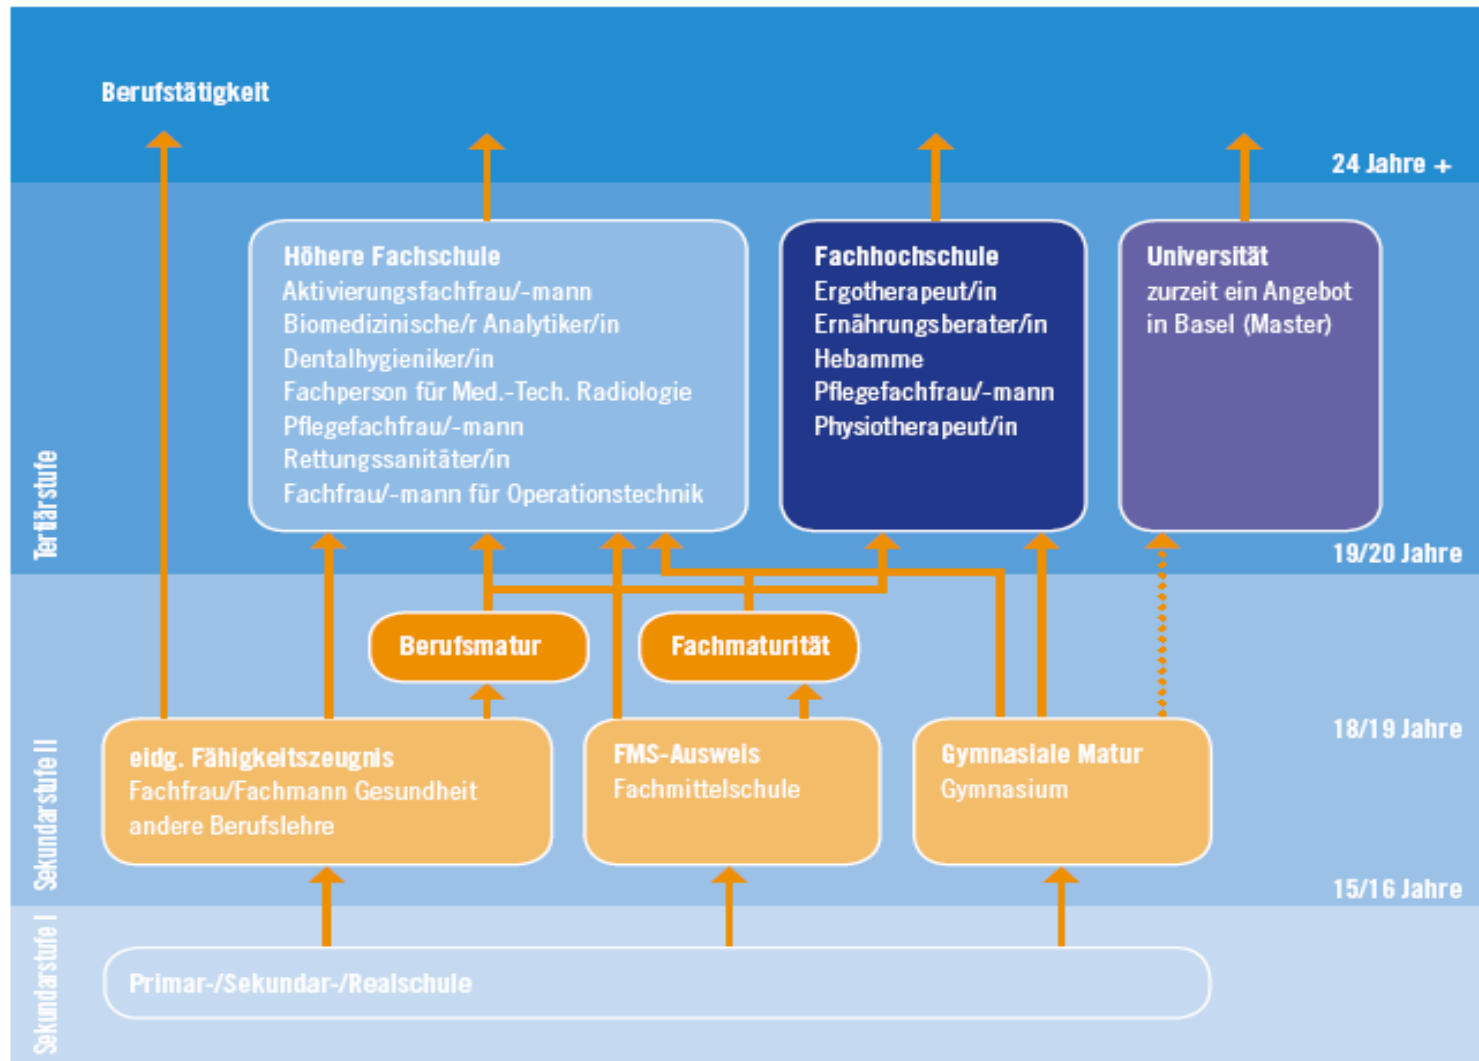 Berufstätigkeit
24 Jahre +
Höhere Fachschule
Aktivierungsfachfrau/-mann
Biomedizinische/r Analytiker/in
Dentalhygieniker/in
Fachperson für Med.-Tech. Radiologie
Pflegefachfrau/-mann
Rettungssanitäter/in
Fachfrau/-mann für Operationstechnik
Fachhochschule
Ergotherapeut/in
Ernährungsberater/in
Hebamme
Pflegefachfrau/-mann
Physiotherapeut/in
Universität
zurzeit ein Angebot
in Basel (Master)
Tertiärstufe
19/20 Jahre
Berufsmatur
Fachmaturität
18/19 Jahre
eidg. Fähigkeitszeugnis
Fachfrau/Fachmann Gesundheit
andere Berufslehre
FMS-Ausweis
Fachmittelschule
Gymnasiale Matur
Gymnasium
Sekundarstufe II
15/16 Jahre
Primar-/Sekundar-/Realschule
Sekundarstufe I